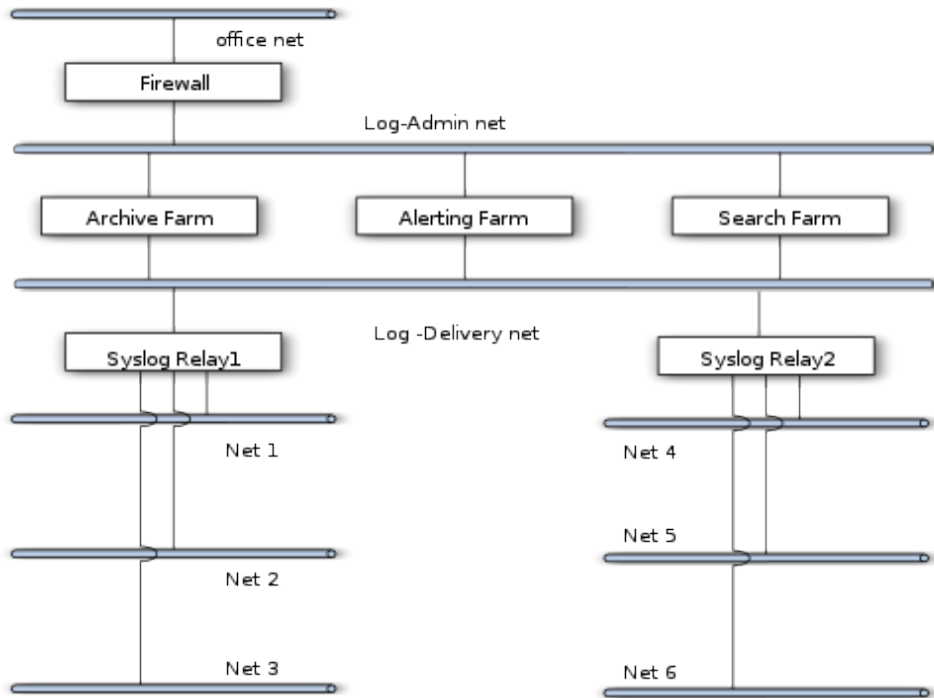 office net
Firewall
Log-Admin net
Archive Farm
Alerting Farm
Search Farm
Log -Delivery net
Syslog Relay1
Syslog Relay2
Net 1
Net 4
Net 5
Net 2
Net 3
Net 6